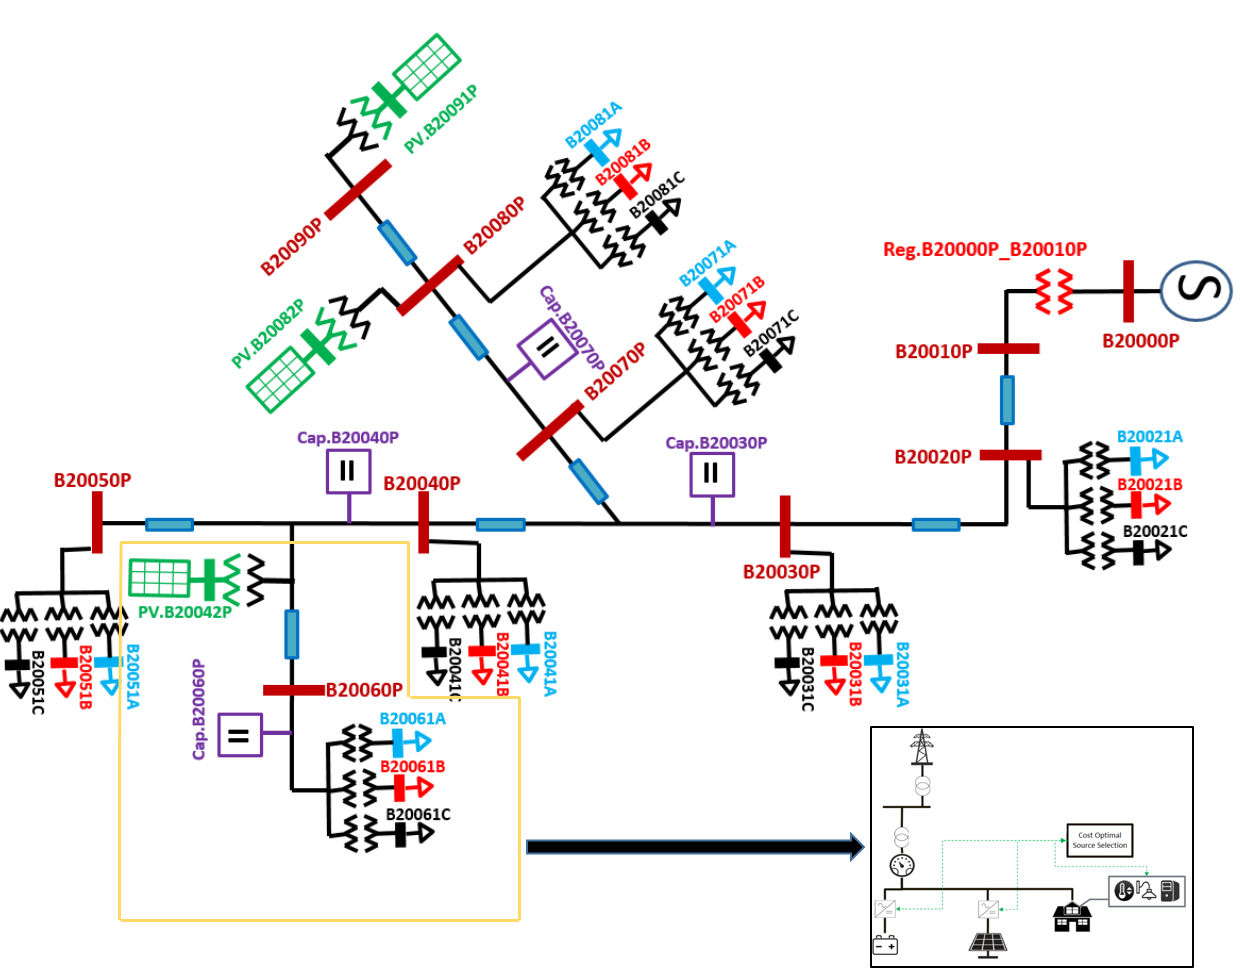 PV.B20091P
B20081A
B20081B
B20081C
B20090P
B20080P
B20071A
B20071B
B20071C
Reg.B20000P_B20010P
S
B20000P
PV.B20082P
Cap.B20070P
B20070P
B20010P
B20020P
B20021A
B20021B
B20021C
Cap.B20040P
Cap.B20030P
B20050P
B20040P
B20030P
PV.B20042P
B20051C
B20051B
B20051A
B20041C
B20041B
B20041A
B20031C
B20031B
B20031A
Cap.B20060P
B20060P
B20061A
B20061B
B20061C
Cost Optimal
Source Selection